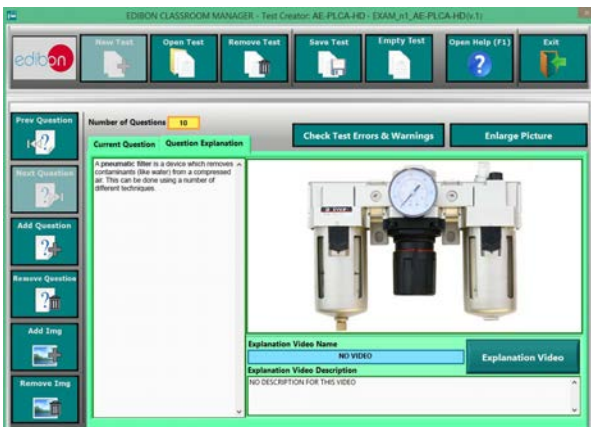 EDIBON CLASSROOM MANAGER - Test Creator: AE-PLCA-HD - EXAM_n1_AE-PLCA-HD(v.1)
edibon
New Test
Open Test
Remove Test
Save Test
Empty Test
Open Help (F1)
Exit
Prev Question
Number of Questions 10
Current Question
Question Explanation
Check Test Errors & Warnings
Enlarge Picture
A pneumatic filter is a device which removes
contaminants (like water) from a compressed
air. This can be done using a number of
different techniques.
Next Question
Add Question
Remove Question
Add Img
Remove Img
Explanation Video Name
NO VIDEO
Explanation Video
Explanation Video Description
NO DESCRIPTION FOR THIS VIDEO